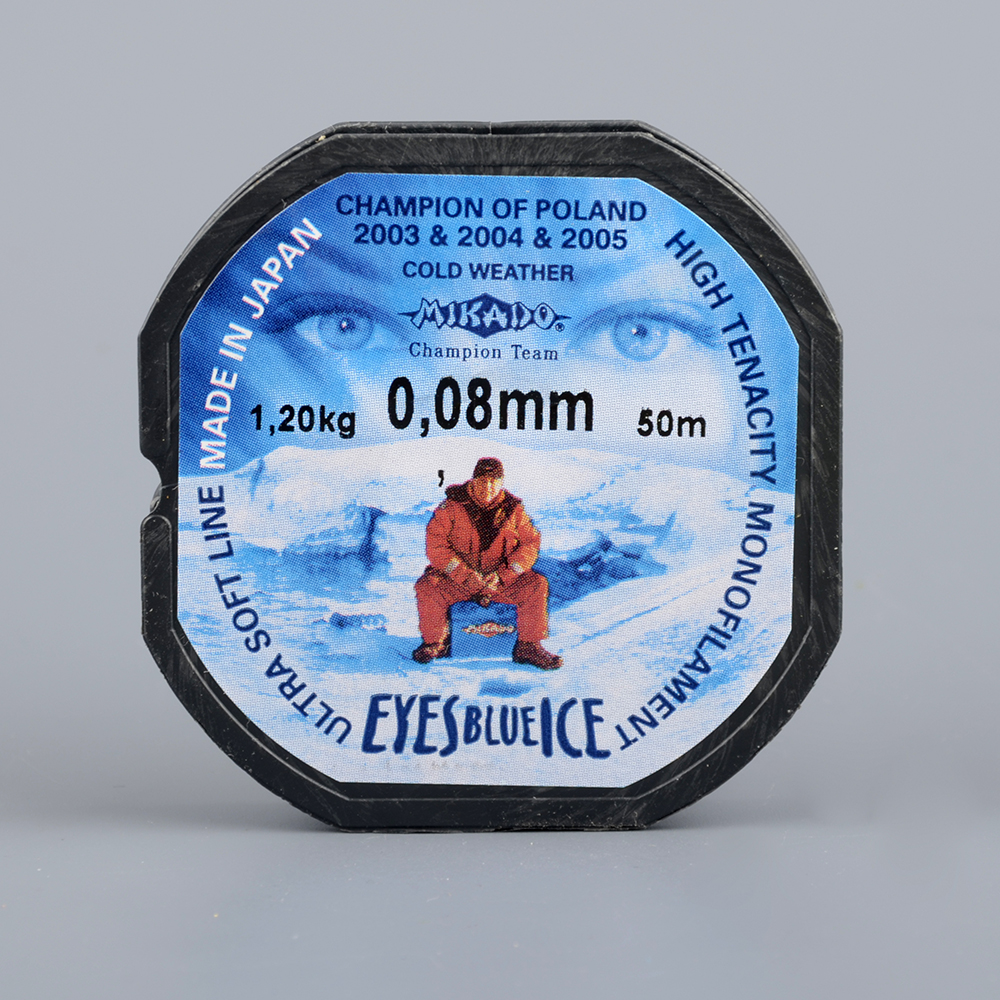 CHAMPION OF POLAND
2003 & 2004 & 2005
COLD WEATHER
MIKADO®
Champion Team
1,20kg 0,08mm 50m
,
ULTRA SOFT LINE MADE IN JAPAN
HIGH TENACITY MONOFILAMENT
MIKADO
EYES BLUE ICE